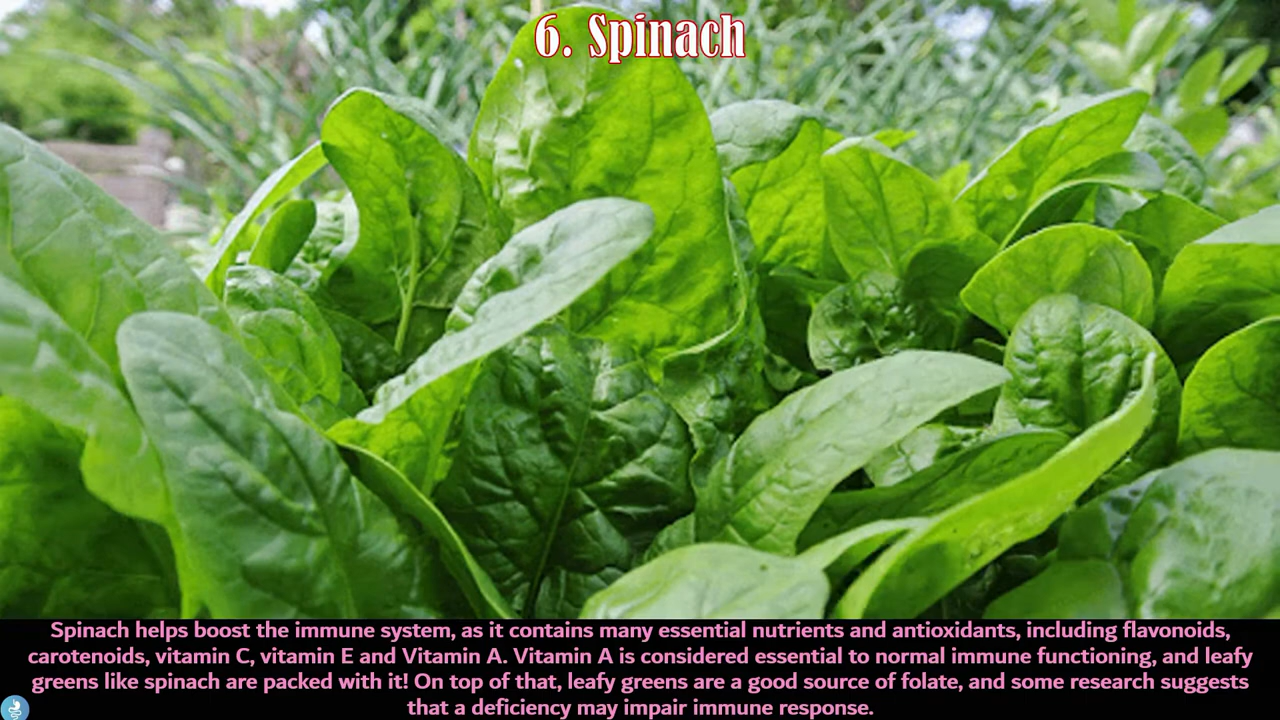 6. Spinach
Spinach helps boost the immune system, as it contains many essential nutrients and antioxidants, including flavonoids,
carotenoids, vitamin C, vitamin E and Vitamin A. Vitamin A is considered essential to normal immune functioning, and leafy
greens like spinach are packed with it! On top of that, leafy greens are a good source of folate, and some research suggests
that a deficiency may impair immune response.